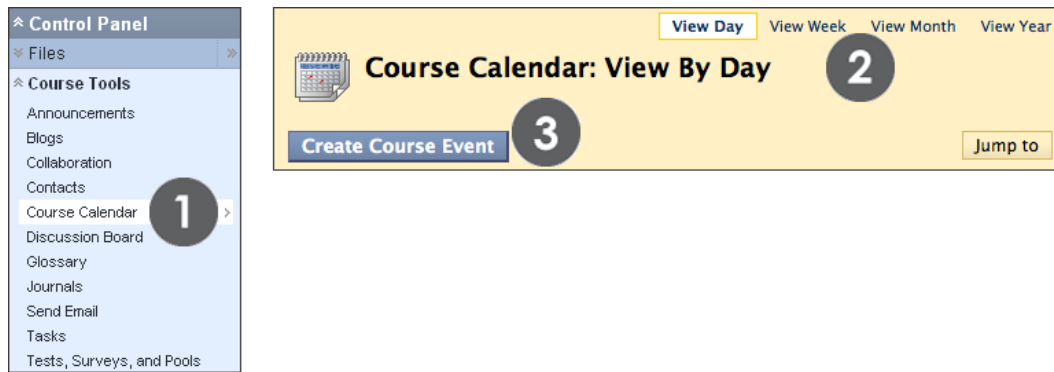 Control Panel
Files
Course Tools
Announcements
Blogs
Collaboration
Contacts
Course Calendar
1
Discussion Board
Glossary
Journals
Send Email
Tasks
Tests, Surveys, and Pools
View Day View Week View Month View Year
2
Course Calendar: View By Day
3
Create Course Event
Jump to